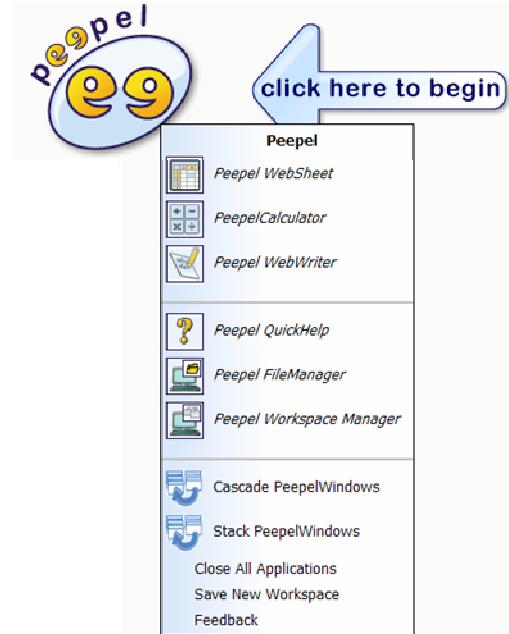 peepel
click here to begin
Peepel
Peepel WebSheet
PeepelCalculator
Peepel WebWriter
Peepel QuickHelp
Peepel FileManager
Peepel Workspace Manager
Cascade PeepelWindows
Stack PeepelWindows
Close All Applications
Save New Workspace
Feedback